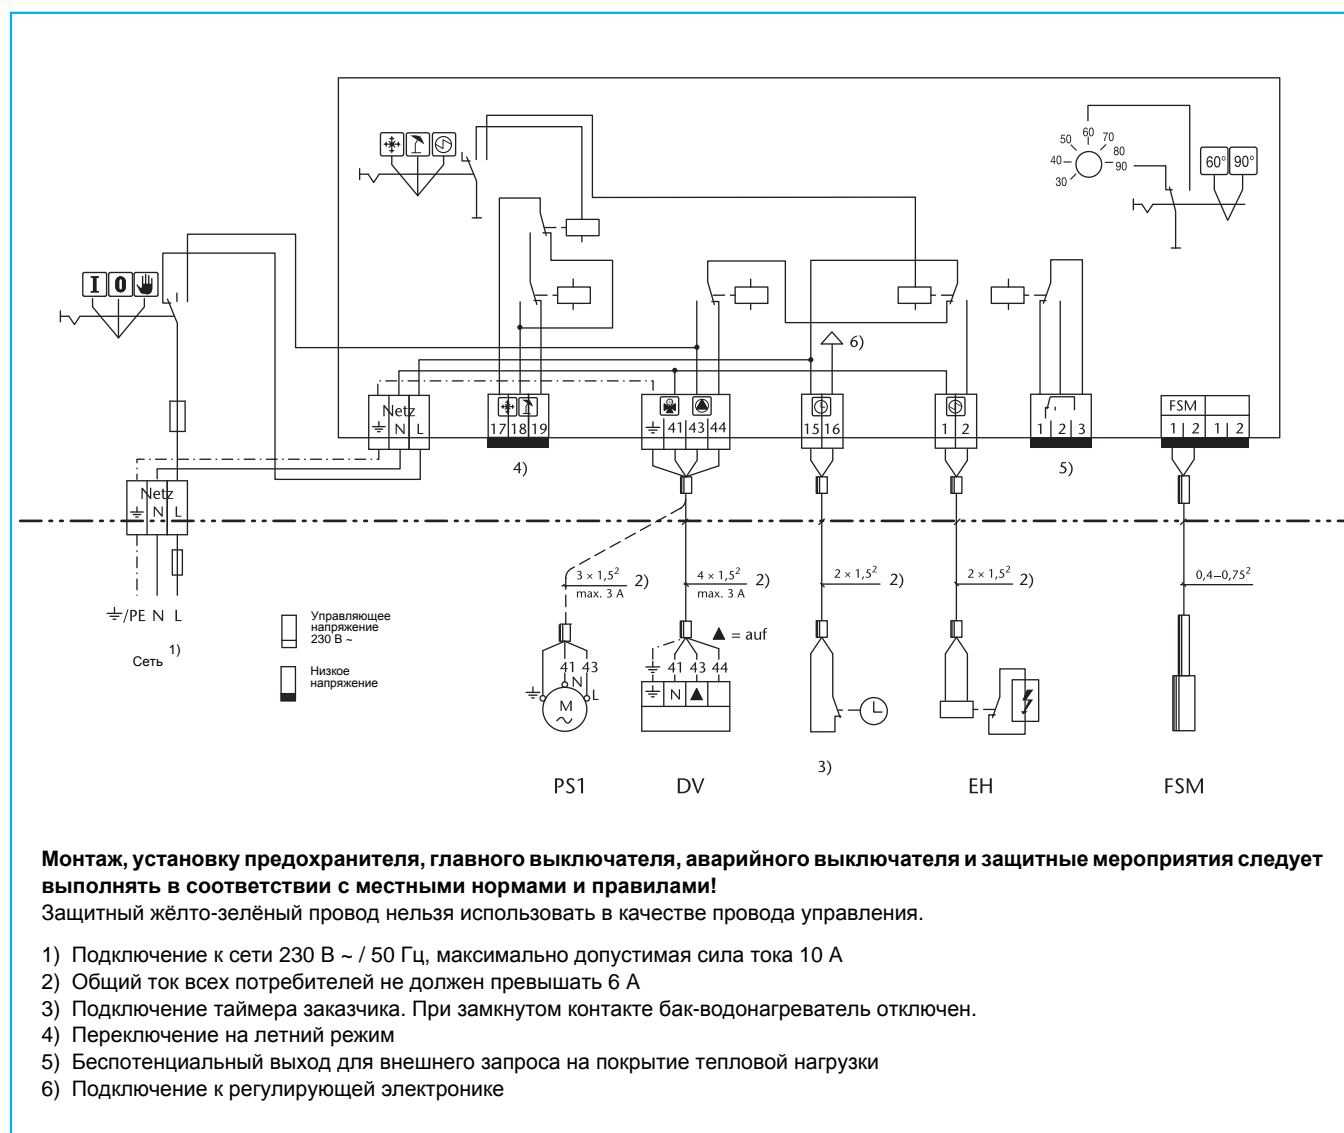 60
50 70
40 80
30 90
60° 90°
I 0
6)
Netz
⏚ N L
17 18 19
⏚ 41 43 44
15 16
1 2
1 2 3
FSM
1 2 1 2
4)
5)
Netz
⏚ N L
⏚/PE N L
Сеть 1)
Управляющее
напряжение
230 В ~
Низкое
напряжение
3 × 1,5² 2)
max. 3 A
4 × 1,5² 2)
max. 3 A
2 × 1,5² 2)
2 × 1,5² 2)
0,4–0,75²
▲ = auf
41 43
⏚ N L
M
~
⏚ 41 43 44
⏚ N ▲
3)
PS1 DV EH FSM
Монтаж, установку предохранителя, главного выключателя, аварийного выключателя и защитные мероприятия следует
выполнять в соответствии с местными нормами и правилами!
Защитный жёлто-зелёный провод нельзя использовать в качестве провода управления.
1) Подключение к сети 230 В ~ / 50 Гц, максимально допустимая сила тока 10 А
2) Общий ток всех потребителей не должен превышать 6 А
3) Подключение таймера заказчика. При замкнутом контакте бак-водонагреватель отключен.
4) Переключение на летний режим
5) Беспотенциальный выход для внешнего запроса на покрытие тепловой нагрузки
6) Подключение к регулирующей электронике